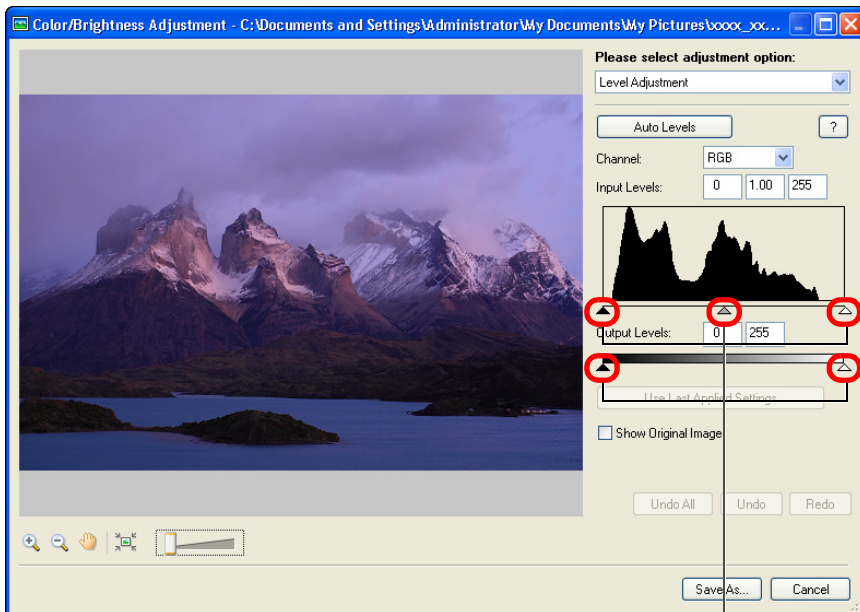 Color/Brightness Adjustment - C:\Documents and Settings\Administrator\My Documents\My Pictures\xxxx_xx...
Please select adjustment option:
Level Adjustment
Auto Levels
?
Channel:
RGB
Input Levels:
0
1.00
255
Output Levels:
0
255
Use Last Applied Settings
Show Original Image
Undo All
Undo
Redo
Save As...
Cancel